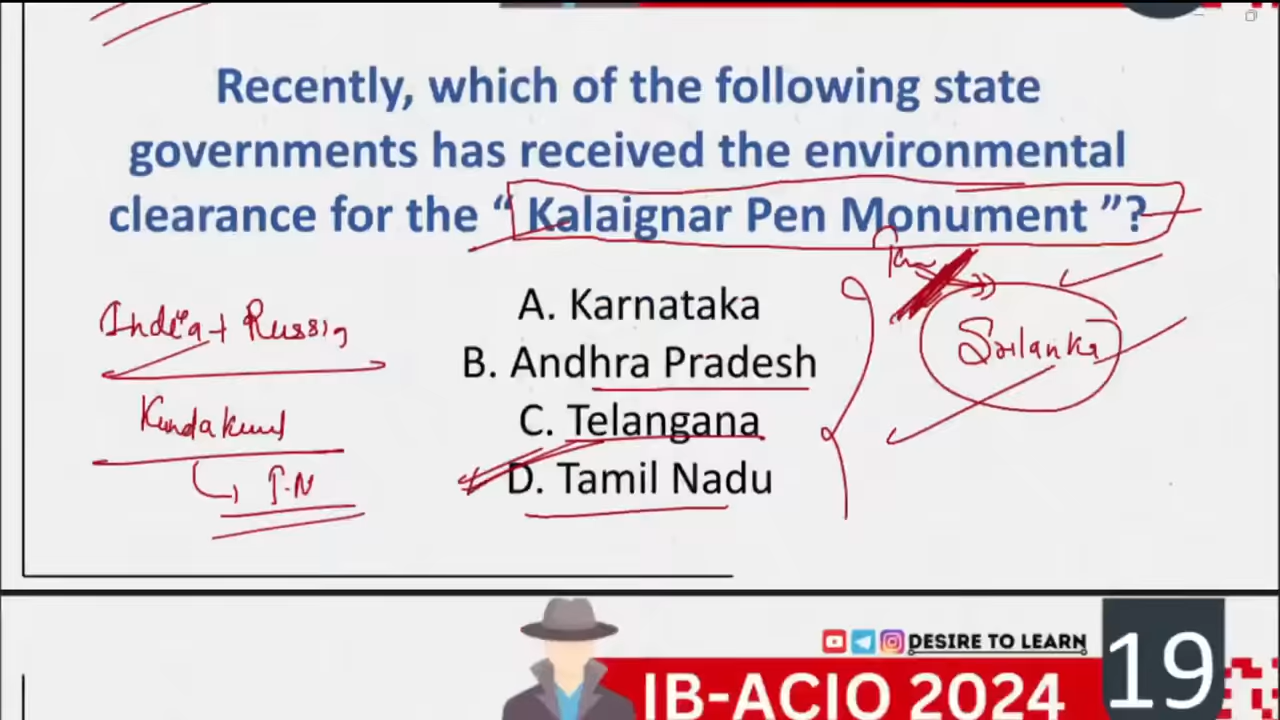 Recently, which of the following state
governments has received the environmental
clearance for the “ Kalaignar Pen Monument ”?
A. Karnataka
B. Andhra Pradesh
C. Telangana
D. Tamil Nadu
India + Russia
T.N
Srilanka
DESIRE TO LEARN
19
IB-ACIO 2024